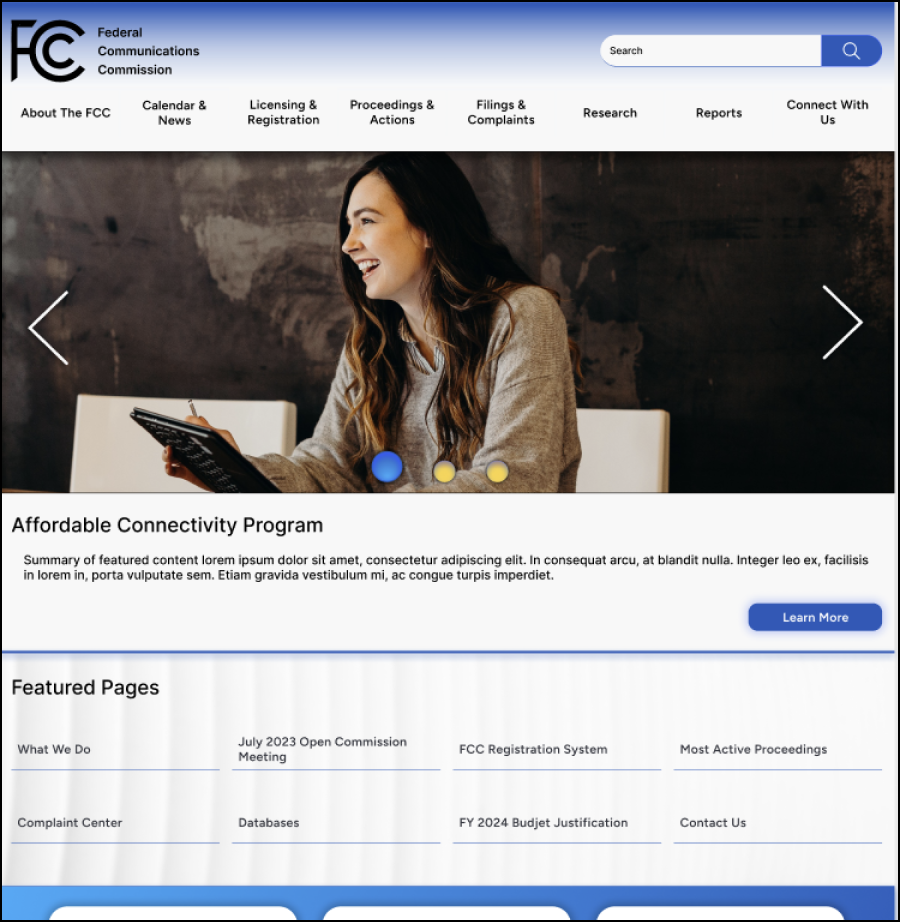 FCC
Federal
Communications
Commission
Search
About The FCC
Calendar &
News
Licensing &
Registration
Proceedings &
Actions
Filings &
Complaints
Research
Reports
Connect With
Us
Affordable Connectivity Program
Summary of featured content lorem ipsum dolor sit amet, consectetur adipiscing elit. In consequat arcu, at blandit nulla. Integer leo ex, facilisis
in lorem in, porta vulputate sem. Etiam gravida vestibulum mi, ac congue turpis imperdiet.
Learn More
Featured Pages
What We Do
July 2023 Open Commission
Meeting
FCC Registration System
Most Active Proceedings
Complaint Center
Databases
FY 2024 Budjet Justification
Contact Us